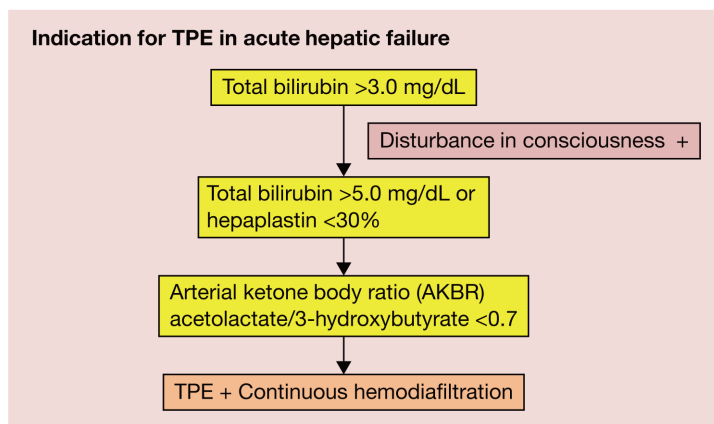 Indication for TPE in acute hepatic failure
Total bilirubin >3.0 mg/dL
Disturbance in consciousness +
Total bilirubin >5.0 mg/dL or
hepaplastin <30%
Arterial ketone body ratio (AKBR)
acetolactate/3-hydroxybutyrate <0.7
TPE + Continuous hemodiafiltration